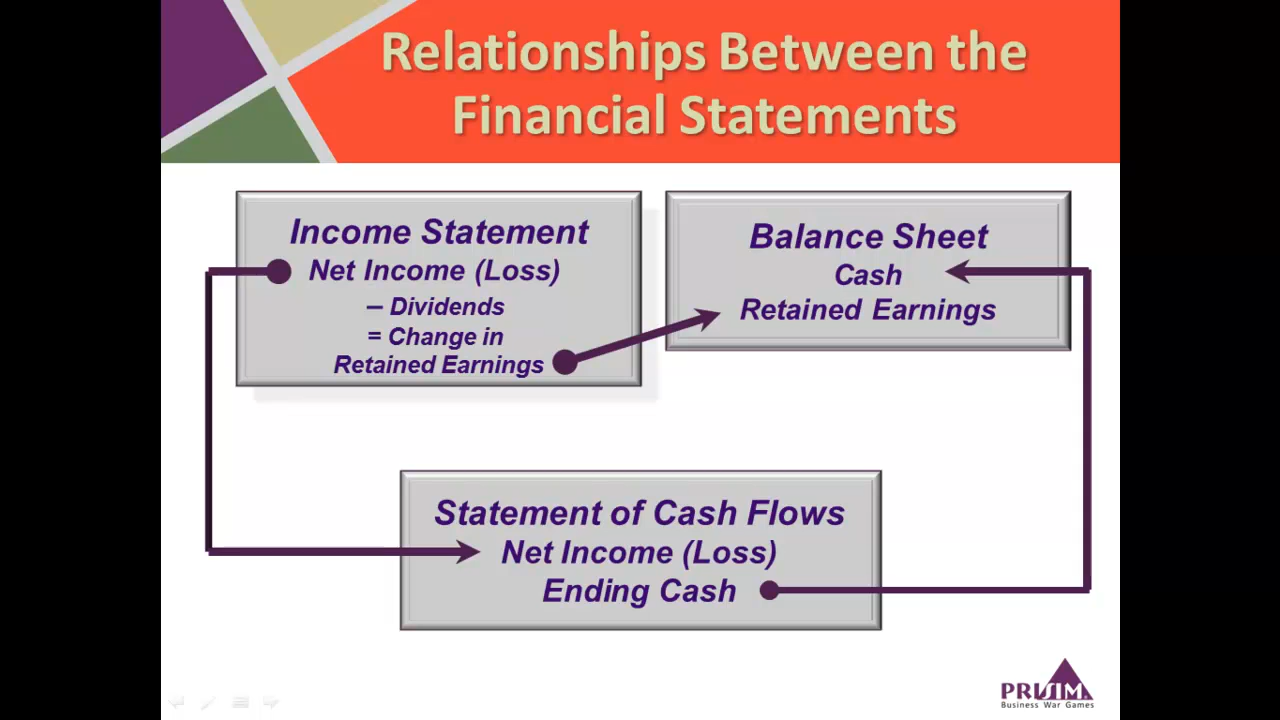 Relationships Between the
Financial Statements
Income Statement
Net Income (Loss)
– Dividends
= Change in
Retained Earnings
Balance Sheet
Cash
Retained Earnings
Statement of Cash Flows
Net Income (Loss)
Ending Cash
PRISIM
Business War Games